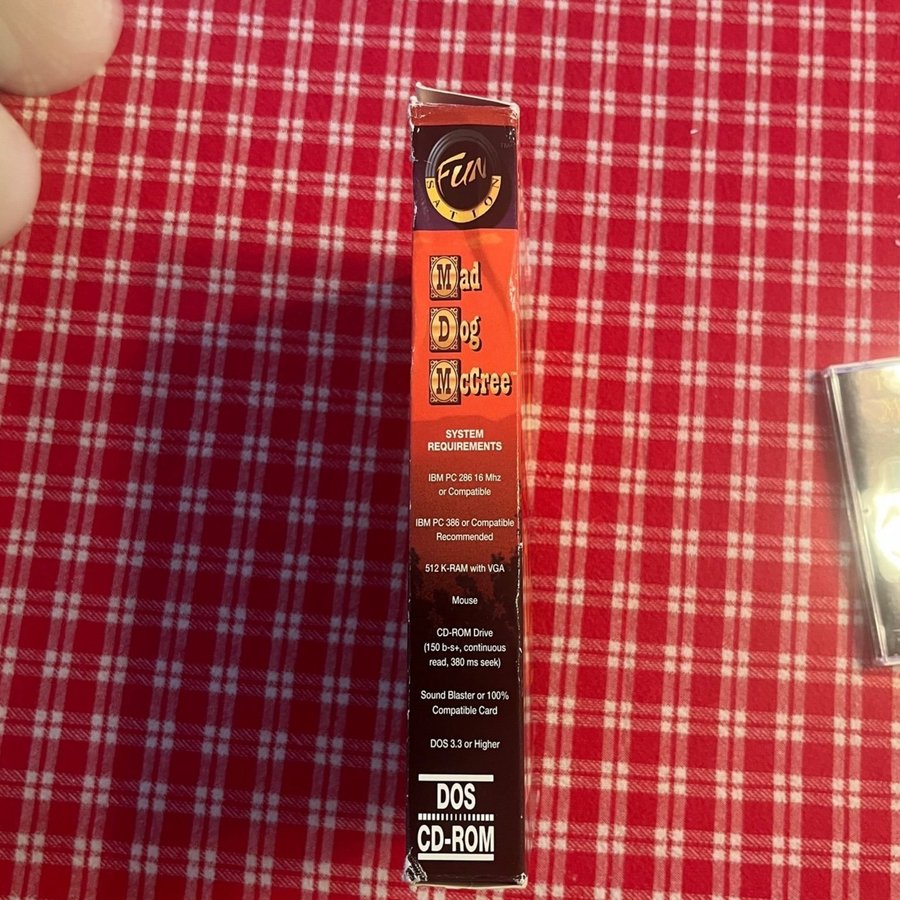 FUN
SATION
TM
Mad
Dog
McCree
SYSTEM
REQUIREMENTS
IBM PC 286 16 Mhz
or Compatible
IBM PC 386 or Compatible
Recommended
512 K-RAM with VGA
Mouse
CD-ROM Drive
(150 b-s+, continuous
read, 380 ms seek)
Sound Blaster or 100%
Compatible Card
DOS 3.3 or Higher
DOS
CD-ROM